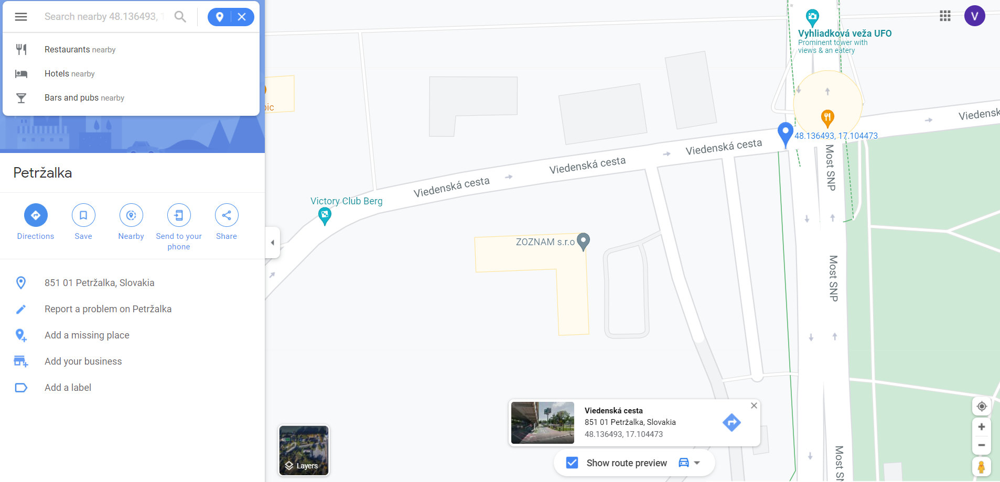 Search nearby 48.136493, 1
Restaurants nearby
Hotels nearby
Bars and pubs nearby
Petržalka
Directions
Save
Nearby
Send to your
phone
Share
851 01 Petržalka, Slovakia
Report a problem on Petržalka
Add a missing place
Add your business
Add a label
V
Vyhliadková veža UFO
Prominent tower with
views & an eatery
Viedensk
48.136493, 17.104473
Viedenská cesta
Viedenská cesta
Viedenská cesta
Most SNP
Victory Club Berg
ZOZNAM s.r.o
Most SNP
Viedenská cesta
851 01 Petržalka, Slovakia
48.136493, 17.104473
Layers
Show route preview
Most SN